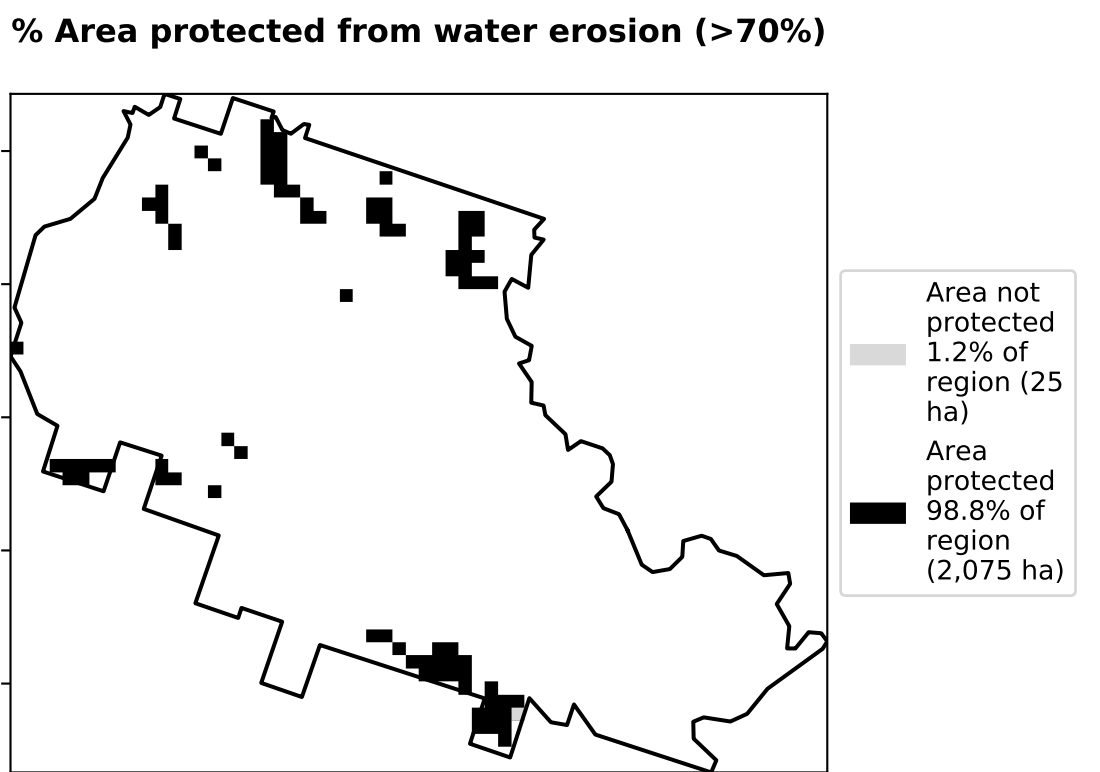 % Area protected from water erosion (>70%)
Area not
protected
1.2% of
region (25
ha)
Area
protected
98.8% of
region
(2,075 ha)